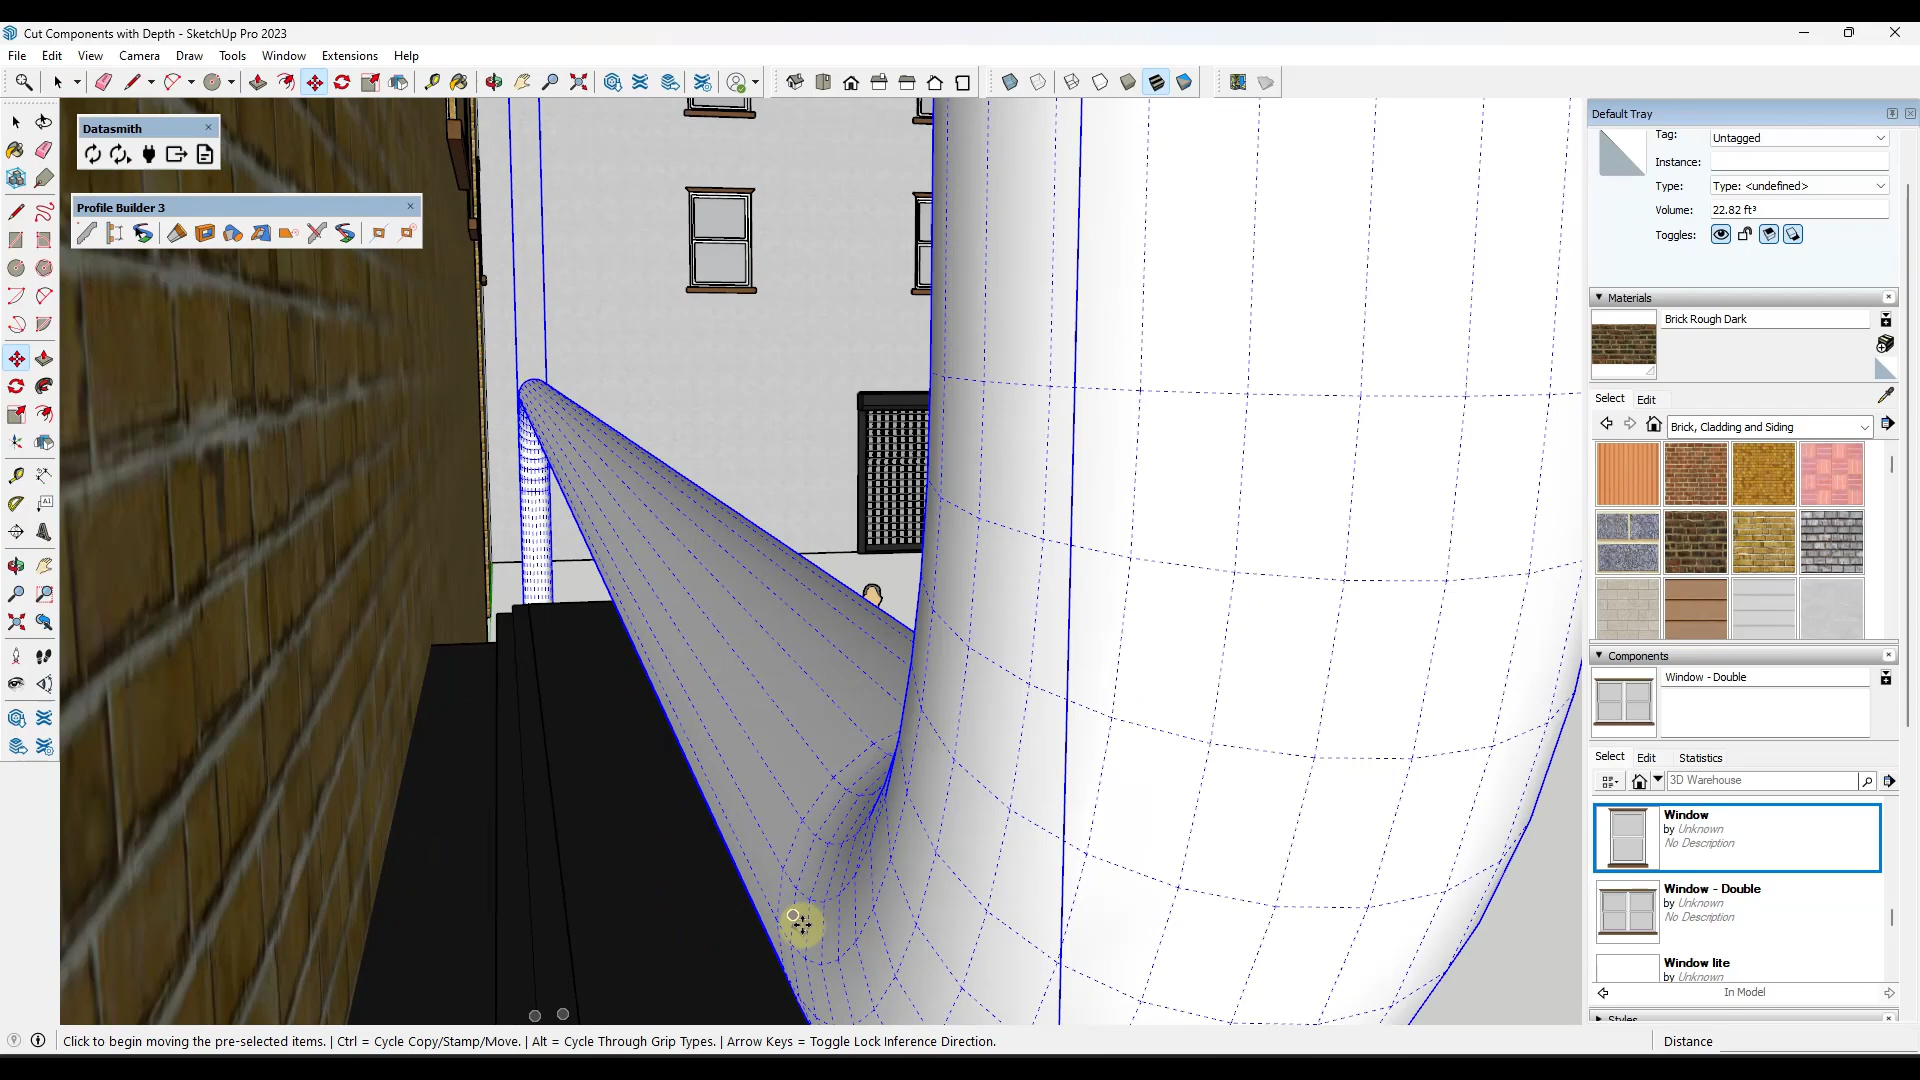 Cut Components with Depth - SketchUp Pro 2023
File Edit View Camera Draw Tools Window Extensions Help
Datasmith
Profile Builder 3
Default Tray
Tag: Untagged
Instance:
Type: Type: <undefined>
Volume: 22.82 ft³
Toggles:
Materials
Brick Rough Dark
Select Edit
Brick, Cladding and Siding
Components
Window - Double
Select Edit Statistics
3D Warehouse
Window
by Unknown
No Description
Window - Double
by Unknown
No Description
Window lite
by Unknown
In Model
Styles
Click to begin moving the pre-selected items. | Ctrl = Cycle Copy/Stamp/Move. | Alt = Cycle Through Grip Types. | Arrow Keys = Toggle Lock Inference Direction.
Distance